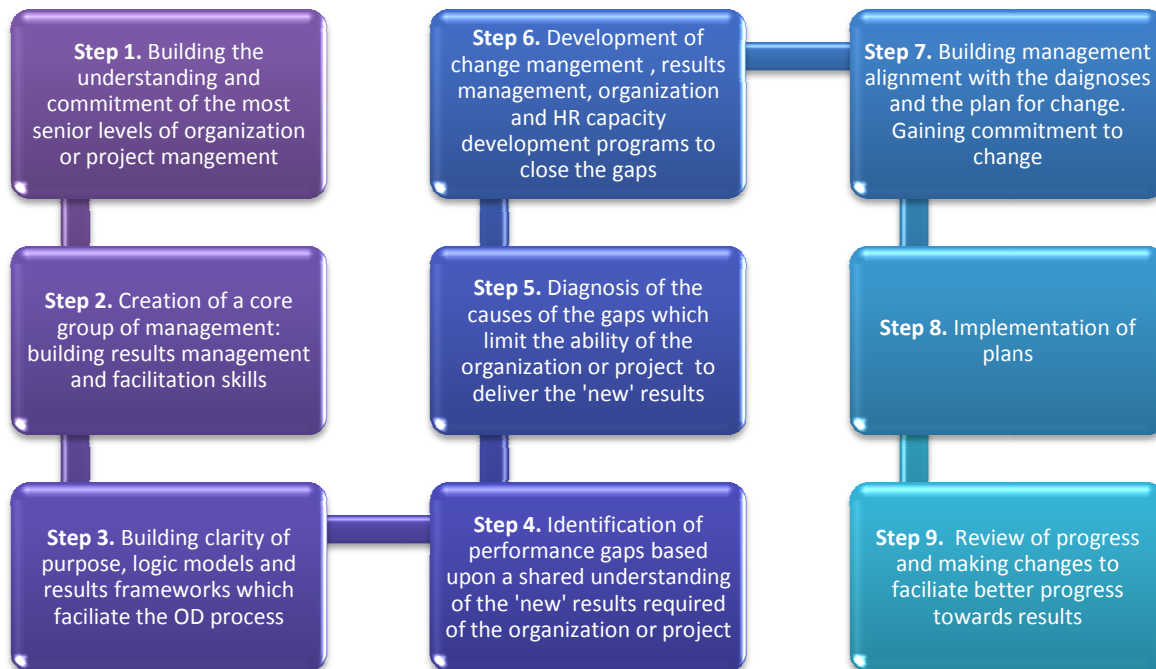 Step 1. Building the
understanding and
commitment of the most
senior levels of organization
or project mangement
Step 2. Creation of a core
group of management:
building results management
and facilitation skills
Step 3. Building clarity of
purpose, logic models and
results frameworks which
faciliate the OD process
Step 4. Identification of
performance gaps based
upon a shared understanding
of the 'new' results required
of the organization or project
Step 5. Diagnosis of the
causes of the gaps which
limit the ability of the
organization or project to
deliver the 'new' results
Step 6. Development of
change mangement , results
management, organization
and HR capacity
development programs to
close the gaps
Step 7. Building management
alignment with the daignoses
and the plan for change.
Gaining commitment to
change
Step 8. Implementation of
plans
Step 9. Review of progress
and making changes to
faciliate better progress
towards results